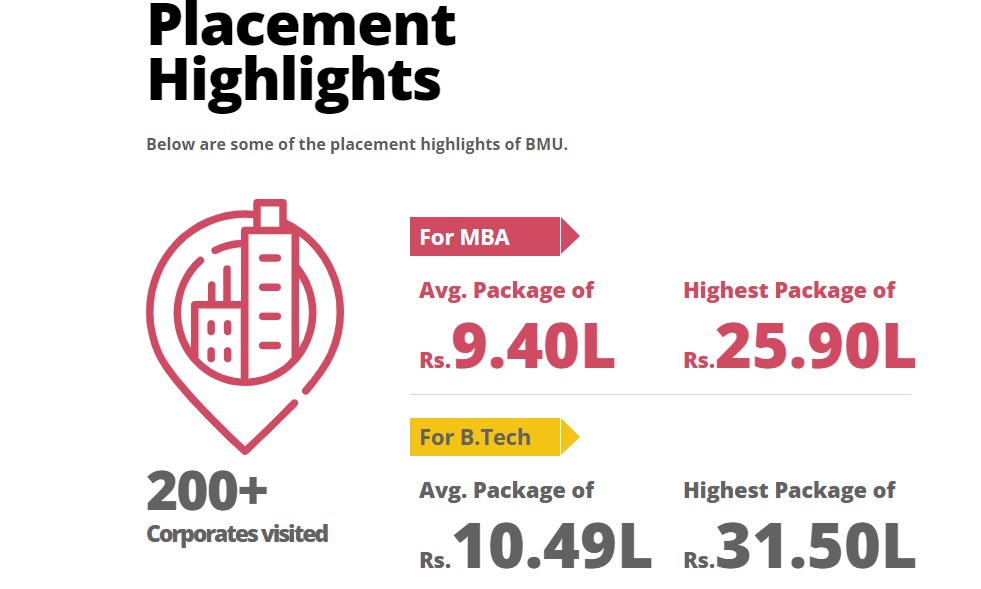 Placement
Highlights
Below are some of the placement highlights of BMU.
200+
Corporates visited
For MBA
Avg. Package of
Rs.9.40L
Highest Package of
Rs.25.90L
For B.Tech
Avg. Package of
Rs.10.49L
Highest Package of
Rs.31.50L